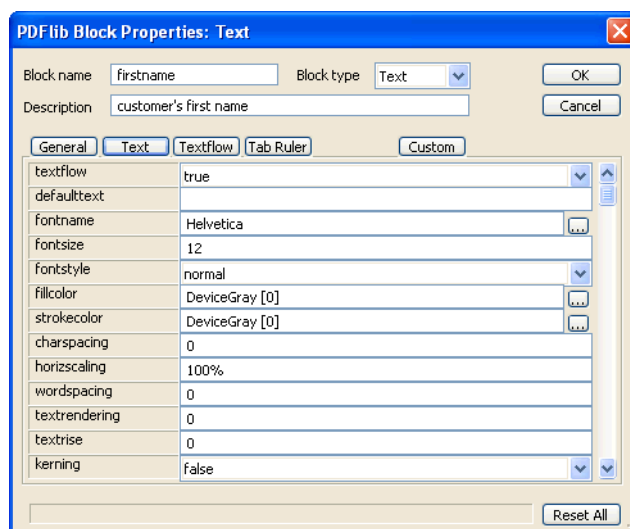 PDFlib Block Properties: Text
Block name firstname Block type Text OK
Description customer's first name Cancel
General Text Textflow Tab Ruler Custom
textflow true
defaulttext
fontname Helvetica ...
fontsize 12
fontstyle normal
fillcolor DeviceGray [0] ...
strokecolor DeviceGray [0] ...
charspacing 0
horizscaling 100%
wordspacing 0
textrendering 0
textrise 0
kerning false
Reset All